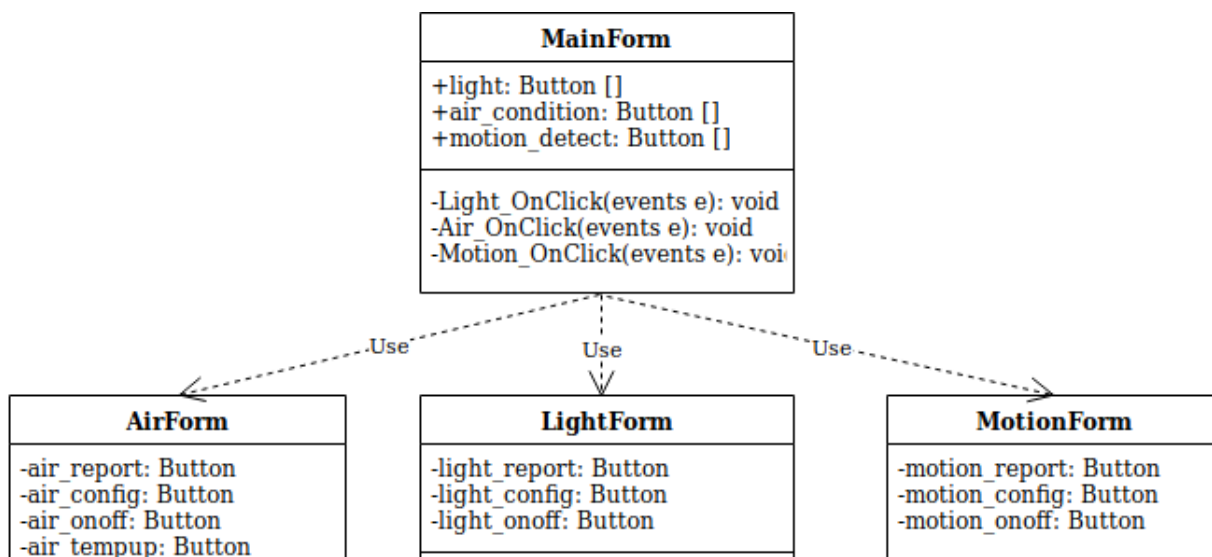 MainForm
+light: Button []
+air_condition: Button []
+motion_detect: Button []
-Light_OnClick(events e): void
-Air_OnClick(events e): void
-Motion_OnClick(events e): voi
Use
Use
Use
AirForm
-air_report: Button
-air_config: Button
-air_onoff: Button
-air_tempup: Button
LightForm
-light_report: Button
-light_config: Button
-light_onoff: Button
MotionForm
-motion_report: Button
-motion_config: Button
-motion_onoff: Button